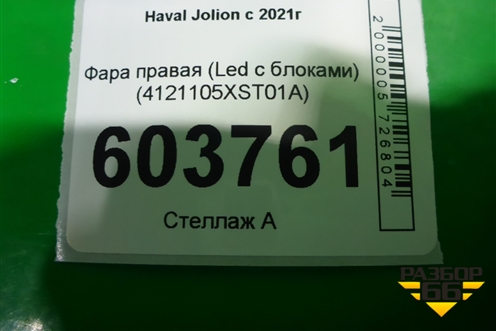 Haval Jolion с 2021г
Фара правая (Led с блоками)
(4121105XST01A)
603761
Стеллаж А
2000005726804
РАЗБОР
66